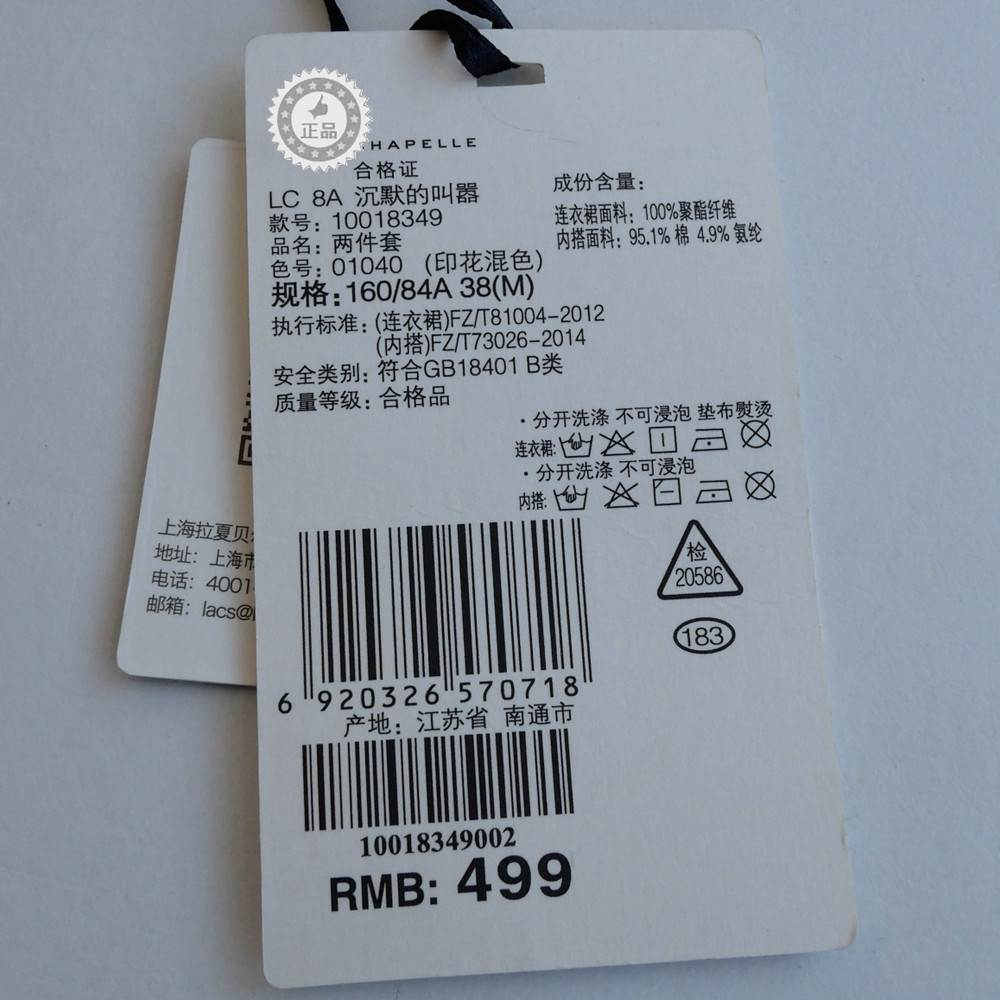 正品
HAPELLE
合格证
LC 8A 沉默的叫器
款号: 10018349
品名: 两件套
色号: 01040 (印花混色)
规格: 160/84A 38(M)
执行标准: (连衣裙)FZ/T81004-2012
(内搭)FZ/T73026-2014
安全类别: 符合GB18401 B类
质量等级: 合格品
成份含量:
连衣裙面料: 100%聚酯纤维
内搭面料: 95.1% 棉 4.9% 氨纶
·分开洗涤 不可浸泡 垫布熨烫
连衣裙:
·分开洗涤 不可浸泡
内搭:
检
20586
183
6 920326 570718
产地: 江苏省 南通市
10018349002
RMB: 499
上海拉夏贝
地址: 上海市
电话: 4001
邮箱: lacs@